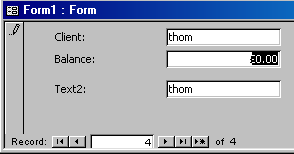 Form1 : Form
Client: thom
Balance: £0.00
Text2: thom
Record: 4 of 4